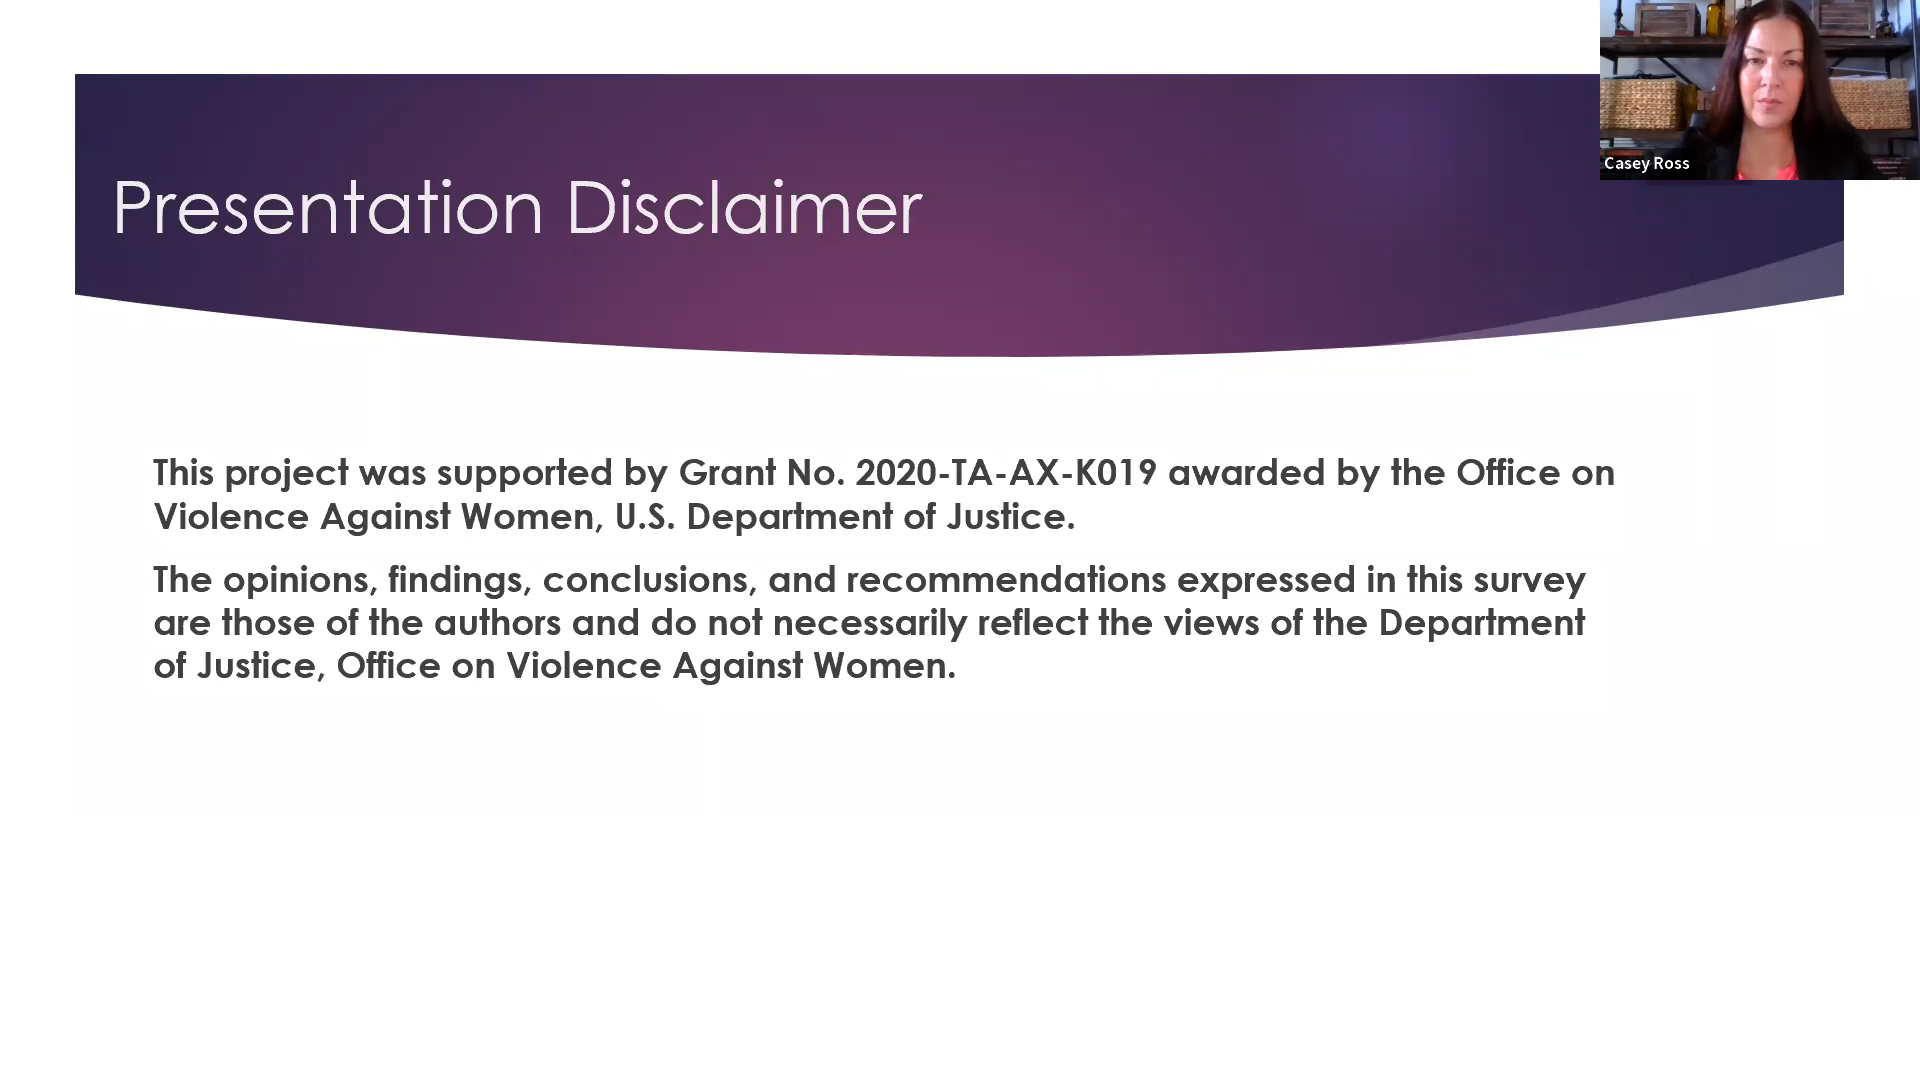 Presentation Disclaimer
Casey Ross
This project was supported by Grant No. 2020-TA-AX-K019 awarded by the Office on
Violence Against Women, U.S. Department of Justice.
The opinions, findings, conclusions, and recommendations expressed in this survey
are those of the authors and do not necessarily reflect the views of the Department
of Justice, Office on Violence Against Women.